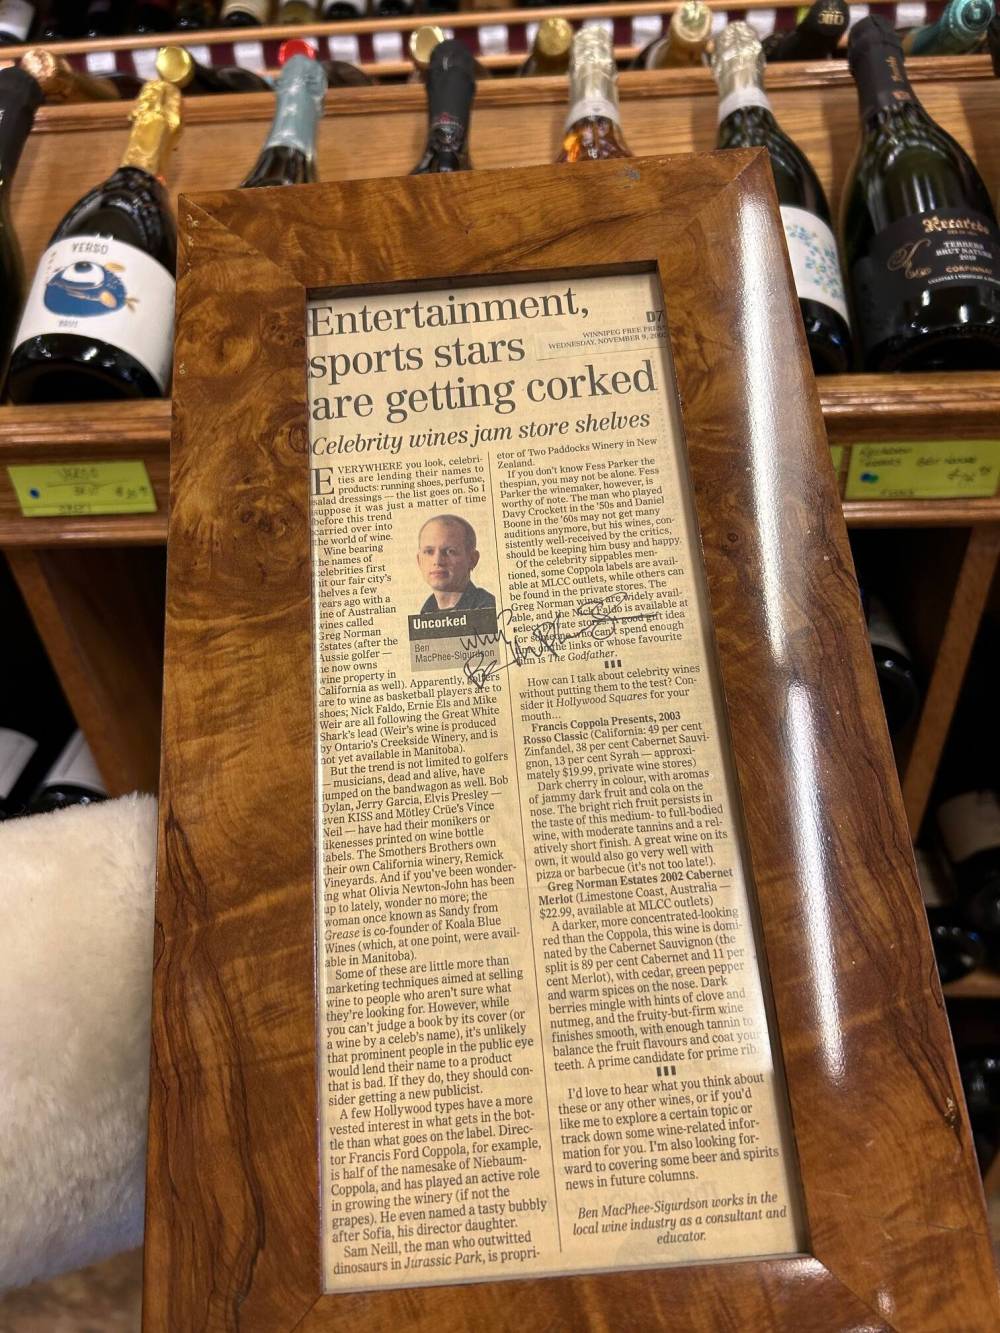 VERSO
BRUT
Recaredo
TERRERS
BRUT NATURE
2019
CORPINNAT
Entertainment,
sports stars
are getting corked
D7
WINNIPEG FREE PRESS
WEDNESDAY, NOVEMBER 9,
Celebrity wines jam store shelves
EVERYWHERE you look, celebri-
ties are lending their names to
products: running shoes, perfume,
salad dressings — the list goes on. So I
suppose it was just a matter of time
before this trend
carried over into
the world of wine.
Wine bearing
the names of
celebrities first
hit our fair city's
shelves a few
years ago with a
line of Australian
wines called
Greg Norman
Estates (after the
Aussie golfer —
he now owns
wine property in
California as well). Apparently, golfers
are to wine as basketball players are to
shoes; Nick Faldo, Ernie Els and Mike
Weir are all following the Great White
Shark's lead (Weir's wine is produced
by Ontario's Creekside Winery, and is
not yet available in Manitoba).
But the trend is not limited to golfers
— musicians, dead and alive, have
jumped on the bandwagon as well. Bob
Dylan, Jerry Garcia, Elvis Presley —
even KISS and Mötley Crüe's Vince
Neil — have had their monikers or
likenesses printed on wine bottle
labels. The Smothers Brothers own
their own California winery, Remick
Vineyards. And if you've been wonder-
ing what Olivia Newton-John has been
up to lately, wonder no more; the
woman once known as Sandy from
Grease is co-founder of Koala Blue
Wines (which, at one point, were avail-
able in Manitoba).
Some of these are little more than
marketing techniques aimed at selling
wine to people who aren't sure what
they're looking for. However, while
you can't judge a book by its cover (or
a wine by a celeb's name), it's unlikely
that prominent people in the public eye
would lend their name to a product
that is bad. If they do, they should con-
sider getting a new publicist.
A few Hollywood types have a more
vested interest in what gets in the bot-
tle than what goes on the label. Direc-
tor Francis Ford Coppola, for example,
is half of the namesake of Niebaum-
Coppola, and has played an active role
in growing the winery (if not the
grapes). He even named a tasty bubbly
after Sofia, his director daughter.
Sam Neill, the man who outwitted
dinosaurs in Jurassic Park, is propri-
Uncorked
Ben
MacPhee-Sigurdson
etor of Two Paddocks Winery in New
Zealand.
If you don't know Fess Parker the
thespian, you may not be alone. Fess
Parker the winemaker, however, is
worthy of note. The man who played
Davy Crockett in the '50s and Daniel
Boone in the '60s may not get many
auditions anymore, but his wines, con-
sistently well-received by the critics,
should be keeping him busy and happy.
Of the celebrity sippables men-
tioned, some Coppola labels are avail-
able at MLCC outlets, while others can
be found in the private stores. The
Greg Norman wines are widely avail-
able, and the Nick Faldo is available at
select private stores. A good gift idea
for someone who can't spend enough
time on the links or whose favourite
film is The Godfather.
How can I talk about celebrity wines
without putting them to the test? Con-
sider it Hollywood Squares for your
mouth...
Francis Coppola Presents, 2003
Rosso Classic (California: 49 per cent
Zinfandel, 38 per cent Cabernet Sauvi-
gnon, 13 per cent Syrah — approxi-
mately $19.99, private wine stores)
Dark cherry in colour, with aromas
of jammy dark fruit and cola on the
nose. The bright rich fruit persists in
the taste of this medium- to full-bodied
wine, with moderate tannins and a rel-
atively short finish. A great wine on its
own, it would also go very well with
pizza or barbecue (it's not too late!).
Greg Norman Estates 2002 Cabernet
Merlot (Limestone Coast, Australia —
$22.99, available at MLCC outlets)
A darker, more concentrated-looking
red than the Coppola, this wine is domi-
nated by the Cabernet Sauvignon (the
split is 89 per cent Cabernet and 11 per
cent Merlot), with cedar, green pepper
and warm spices on the nose. Dark
berries mingle with hints of clove and
nutmeg, and the fruity-but-firm wine
finishes smooth, with enough tannin to
balance the fruit flavours and coat your
teeth. A prime candidate for prime rib.
I'd love to hear what you think about
these or any other wines, or if you'd
like me to explore a certain topic or
track down some wine-related infor-
mation for you. I'm also looking for-
ward to covering some beer and spirits
news in future columns.
Ben MacPhee-Sigurdson works in the
local wine industry as a consultant and
educator.